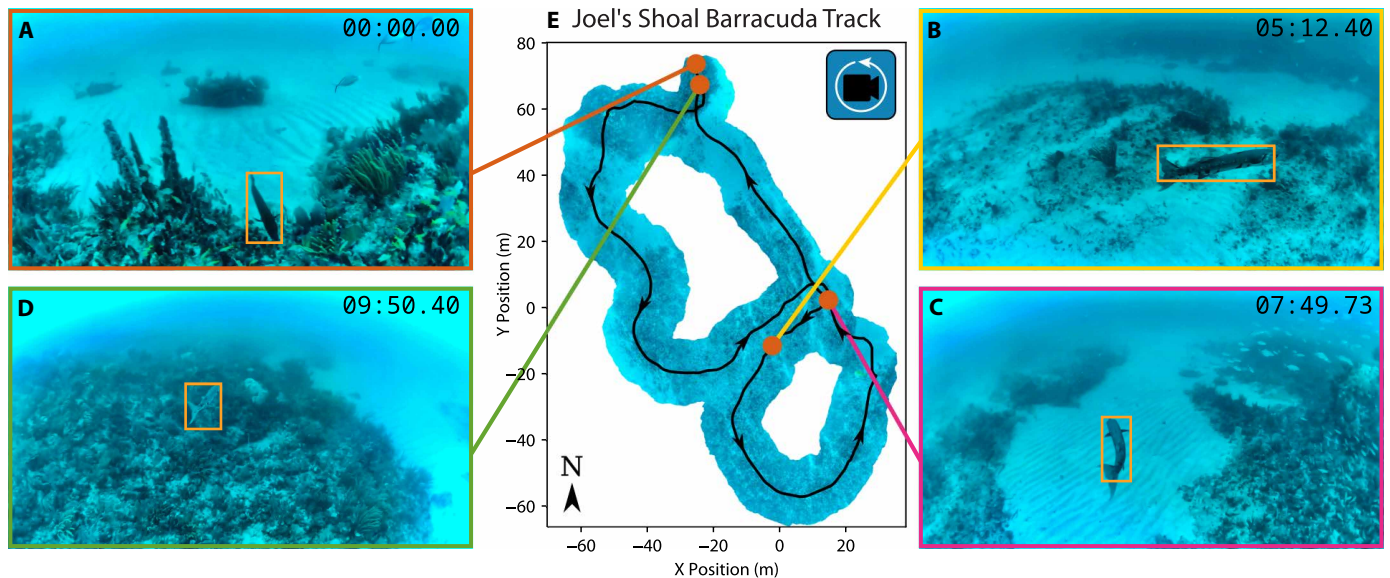 A
00:00.00
E Joel's Shoal Barracuda Track
B
05:12.40
80
60
40
20
0
−20
−40
−60
Y Position (m)
N
−60
−40
−20
0
20
X Position (m)
D
09:50.40
C
07:49.73